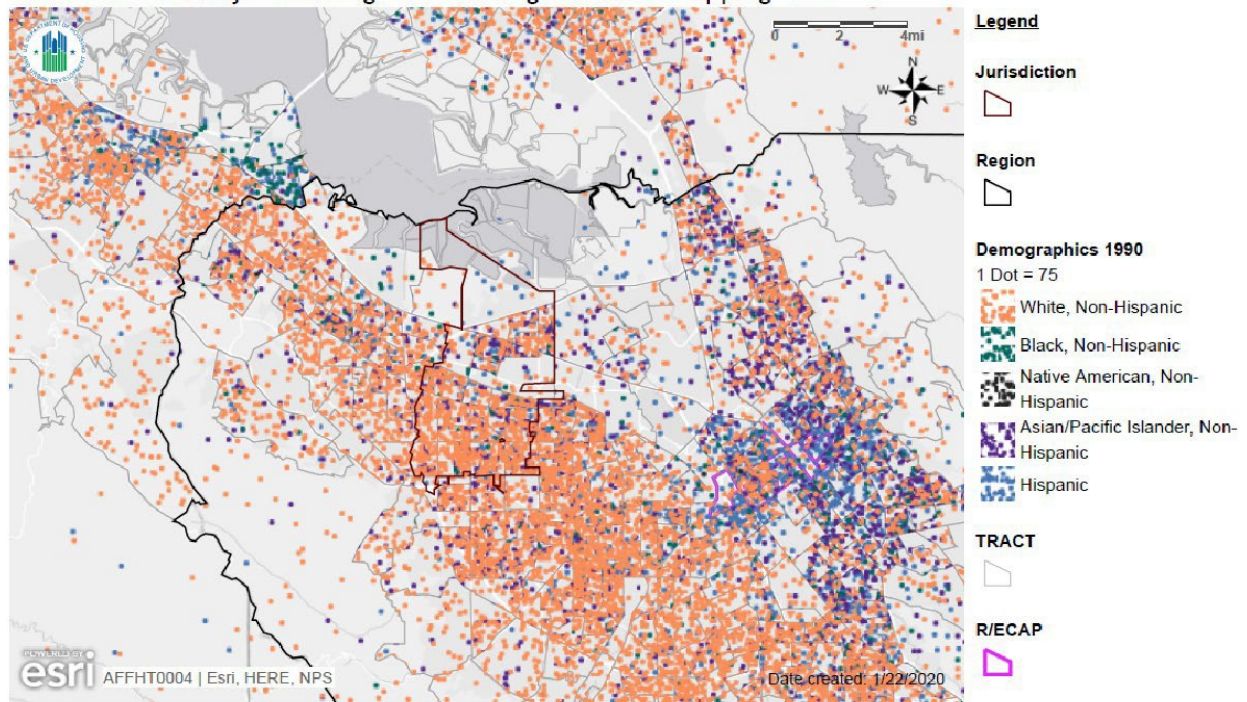 0 2 4mi
N
W E
S
Legend
Jurisdiction
Region
Demographics 1990
1 Dot = 75
White, Non-Hispanic
Black, Non-Hispanic
Native American, Non-
Hispanic
Asian/Pacific Islander, Non-
Hispanic
Hispanic
TRACT
R/ECAP
POWERED BY
esri
AFFHT0004 | Esri, HERE, NPS
Date created: 1/22/2020